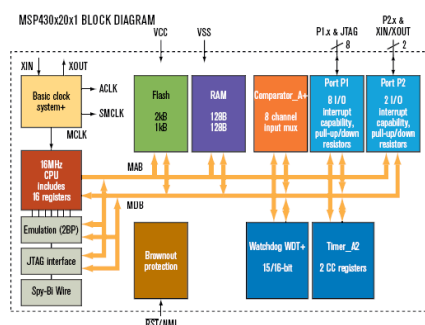 MSP430x20x1 BLOCK DIAGRAM
VCC
VSS
P1.x & JTAG
8
P2.x &
XIN/XOUT
2
XIN
XOUT
Basic clock
system+
ACLK
SMCLK
MCLK
Flash
2kB
1kB
RAM
128B
128B
Comparator_A+
8 channel
input mux
Port P1
8 I/O
interrupt
capability,
pull-up/down
resistors
Port P2
2 I/O
interrupt
capability,
pull-up/down
resistors
16MHz
CPU
includes
16 registers
MAB
MDB
Emulation (2BP)
JTAG interface
Spy-Bi Wire
Brownout
protection
Watchdog WDT+
15/16-bit
Timer_A2
2 CC registers
RST/NMI